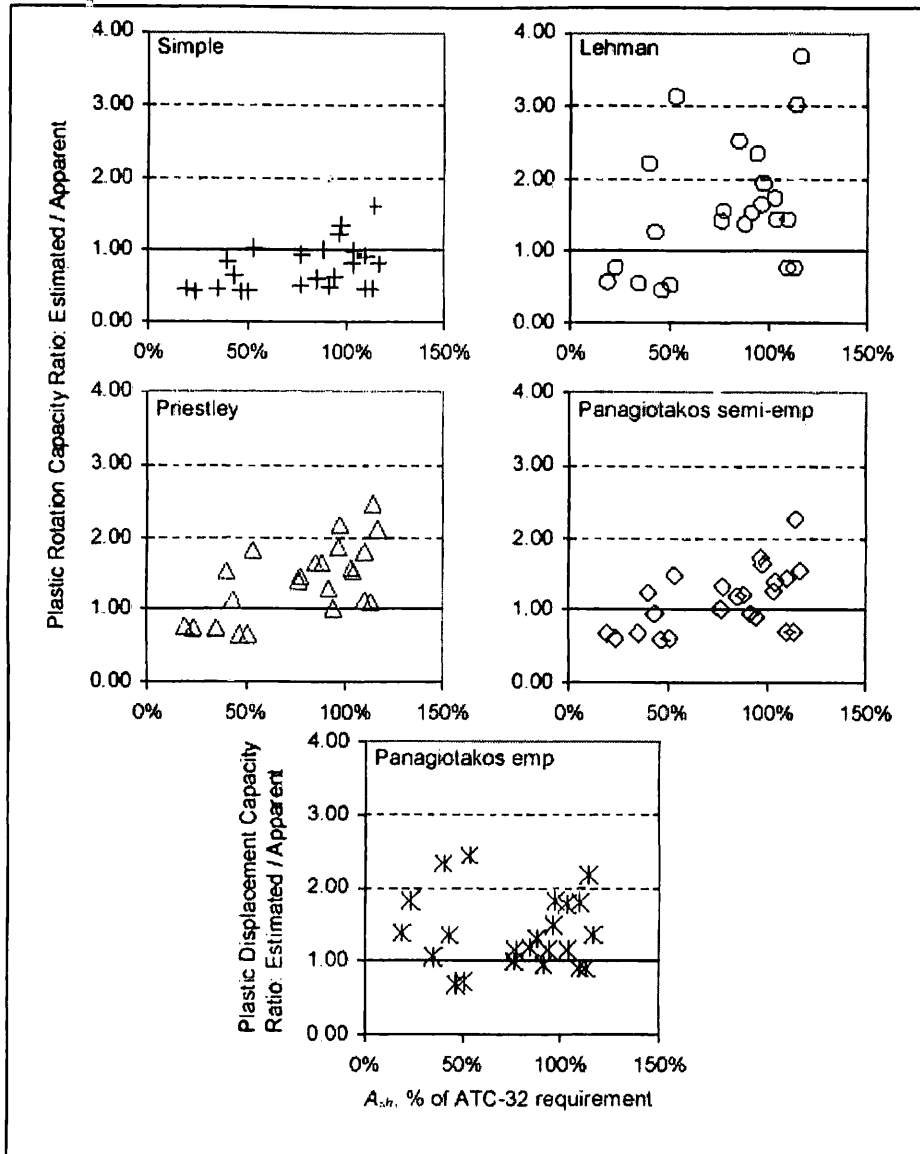 Plastic Rotation Capacity Ratio: Estimated / Apparent
Simple
4.00
3.00
2.00
1.00
0.00
0% 50% 100% 150%
Lehman
4.00
3.00
2.00
1.00
0.00
0% 50% 100% 150%
Priestley
4.00
3.00
2.00
1.00
0.00
0% 50% 100% 150%
Panagiotakos semi-emp
4.00
3.00
2.00
1.00
0.00
0% 50% 100% 150%
Plastic Displacement Capacity
Ratio: Estimated / Apparent
Panagiotakos emp
4.00
3.00
2.00
1.00
0.00
0% 50% 100% 150%
Ash, % of ATC-32 requirement